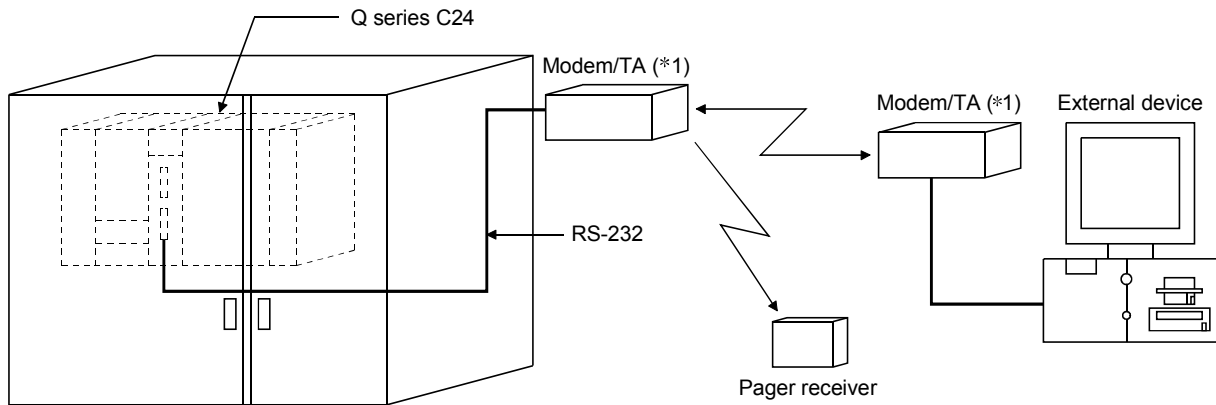 Q series C24
Modem/TA (*1)
Modem/TA (*1)
External device
RS-232
Pager receiver